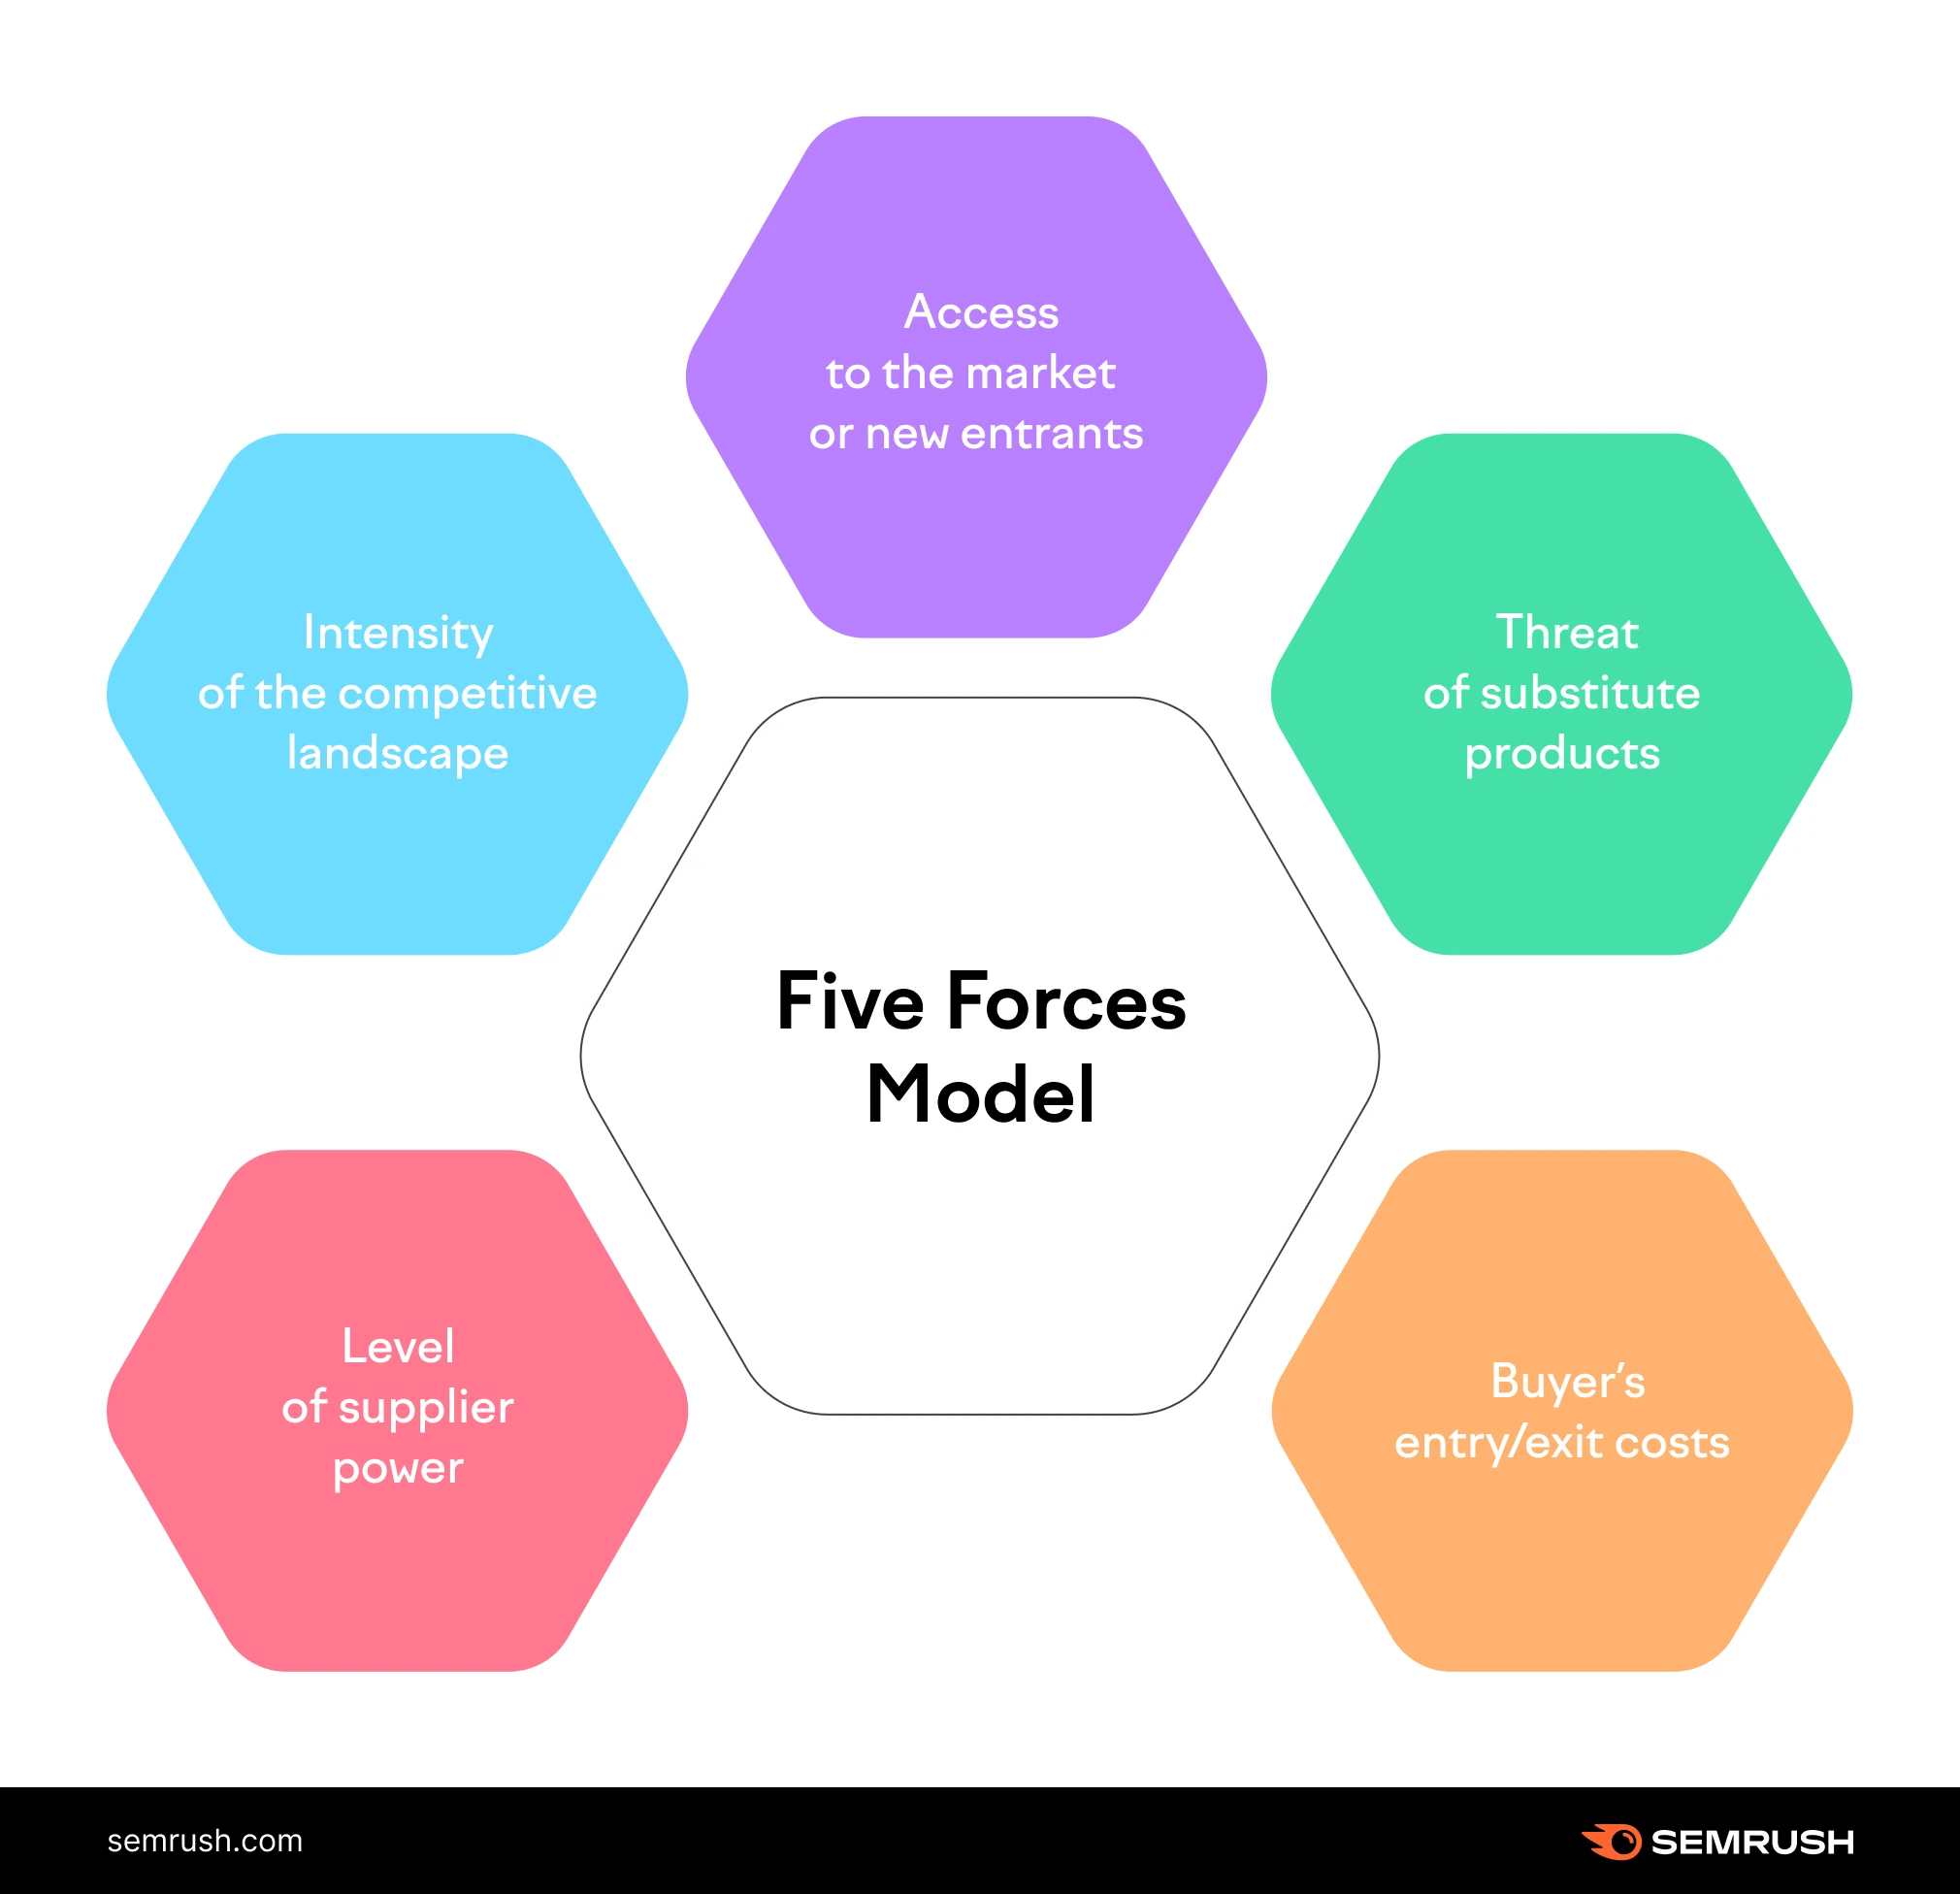 Access
to the market
or new entrants
Intensity
of the competitive
landscape
Threat
of substitute
products
Five Forces
Model
Level
of supplier
power
Buyer’s
entry/exit costs
semrush.com
SEMRUSH